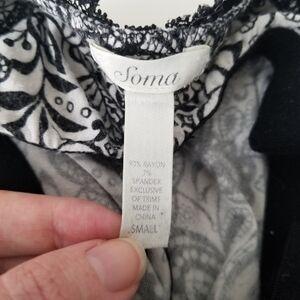 Soma
93% RAYON
7%
SPANDEX
EXCLUSIVE
OF TRIMS
MADE IN
CHINA
SMALL